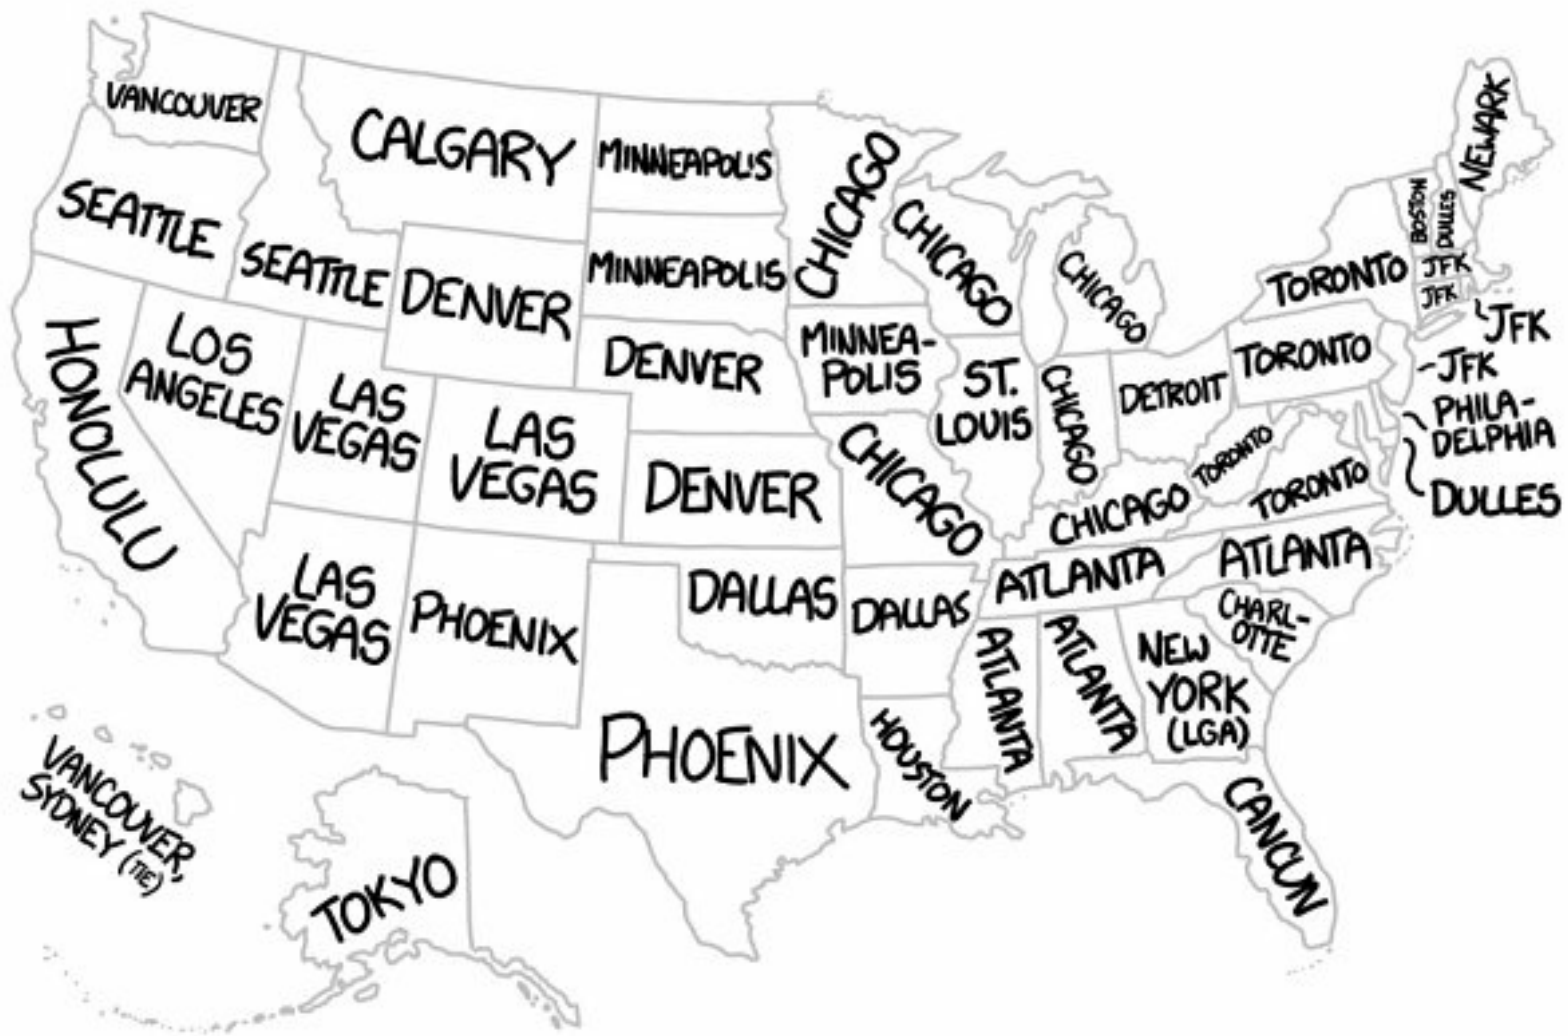 VANCOUVER
SEATTLE
SEATTLE
CALGARY
MINNEAPOLIS
MINNEAPOLIS
DENVER
DENVER
DENVER
HONOLULU
LOS
ANGELES
LAS
VEGAS
LAS
VEGAS
LAS
VEGAS
PHOENIX
PHOENIX
DALLAS
DALLAS
HOUSTON
CHICAGO
CHICAGO
CHICAGO
MINNEA-
POLIS
ST.
LOUIS
CHICAGO
CHICAGO
CHICAGO
DETROIT
TORONTO
TORONTO
TORONTO
TORONTO
ATLANTA
ATLANTA
ATLANTA
ATLANTA
CHARL-
OTTE
NEW
YORK
(LGA)
CANCUN
NEWARK
BOSTON
DULLES
JFK
JFK
JFK
JFK
PHILA-
DELPHIA
DULLES
VANCOUVER,
SYDNEY (TIE)
TOKYO